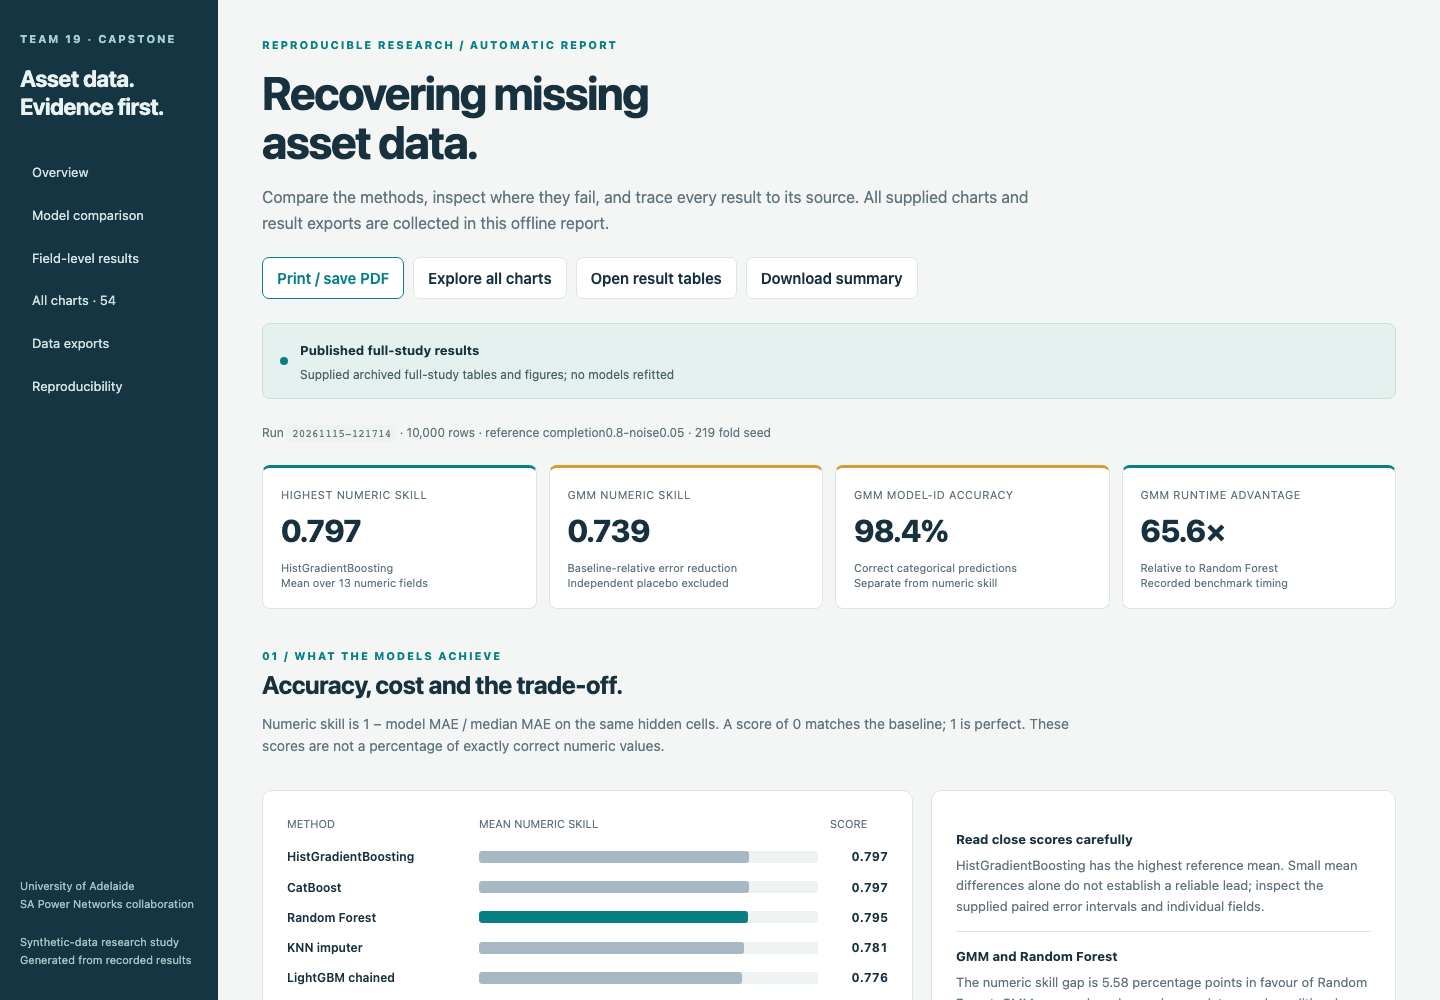 TEAM 19 · CAPSTONE
Asset data.
Evidence first.
Overview
Model comparison
Field-level results
All charts · 54
Data exports
Reproducibility
University of Adelaide
SA Power Networks collaboration
Synthetic-data research study
Generated from recorded results
REPRODUCIBLE RESEARCH / AUTOMATIC REPORT
Recovering missing
asset data.
Compare the methods, inspect where they fail, and trace every result to its source. All supplied charts and
result exports are collected in this offline report.
Print / save PDF
Explore all charts
Open result tables
Download summary
Published full-study results
Supplied archived full-study tables and figures; no models refitted
Run 20261115-121714 · 10,000 rows · reference completion0.8-noise0.05 · 219 fold seed
HIGHEST NUMERIC SKILL
0.797
HistGradientBoosting
Mean over 13 numeric fields
GMM NUMERIC SKILL
0.739
Baseline-relative error reduction
Independent placebo excluded
GMM MODEL-ID ACCURACY
98.4%
Correct categorical predictions
Separate from numeric skill
GMM RUNTIME ADVANTAGE
65.6×
Relative to Random Forest
Recorded benchmark timing
01 / WHAT THE MODELS ACHIEVE
Accuracy, cost and the trade-off.
Numeric skill is 1 − model MAE / median MAE on the same hidden cells. A score of 0 matches the baseline; 1 is perfect. These
scores are not a percentage of exactly correct numeric values.
METHOD MEAN NUMERIC SKILL SCORE
HistGradientBoosting 0.797
CatBoost 0.797
Random Forest 0.795
KNN imputer 0.781
LightGBM chained 0.776
Read close scores carefully
HistGradientBoosting has the highest reference mean. Small mean
differences alone do not establish a reliable lead; inspect the
supplied paired error intervals and individual fields.
GMM and Random Forest
The numeric skill gap is 5.58 percentage points in favour of Random